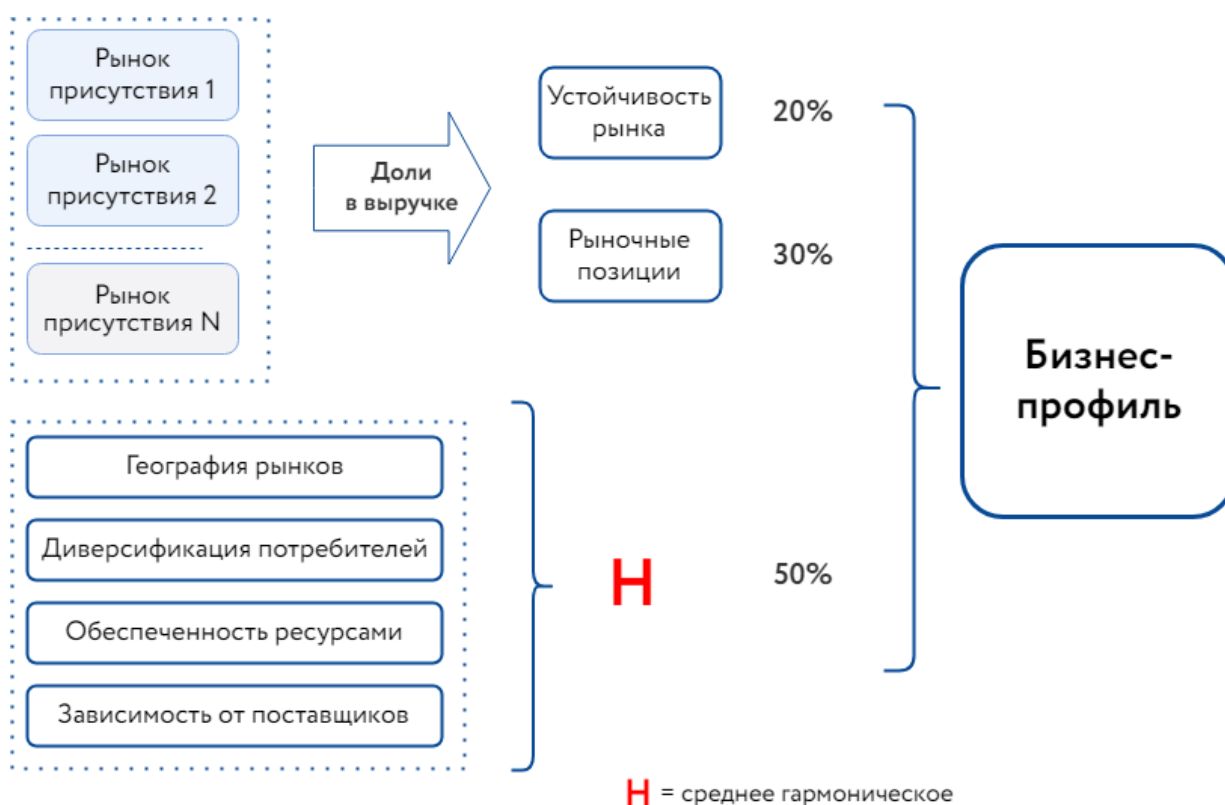 Рынок
присутствия 1
Рынок
присутствия 2
Рынок
присутствия N
Доли
в выручке
Устойчивость
рынка
20%
Рыночные
позиции
30%
География рынков
Диверсификация потребителей
Обеспеченность ресурсами
Зависимость от поставщиков
H
50%
Бизнес-
профиль
H = среднее гармоническое